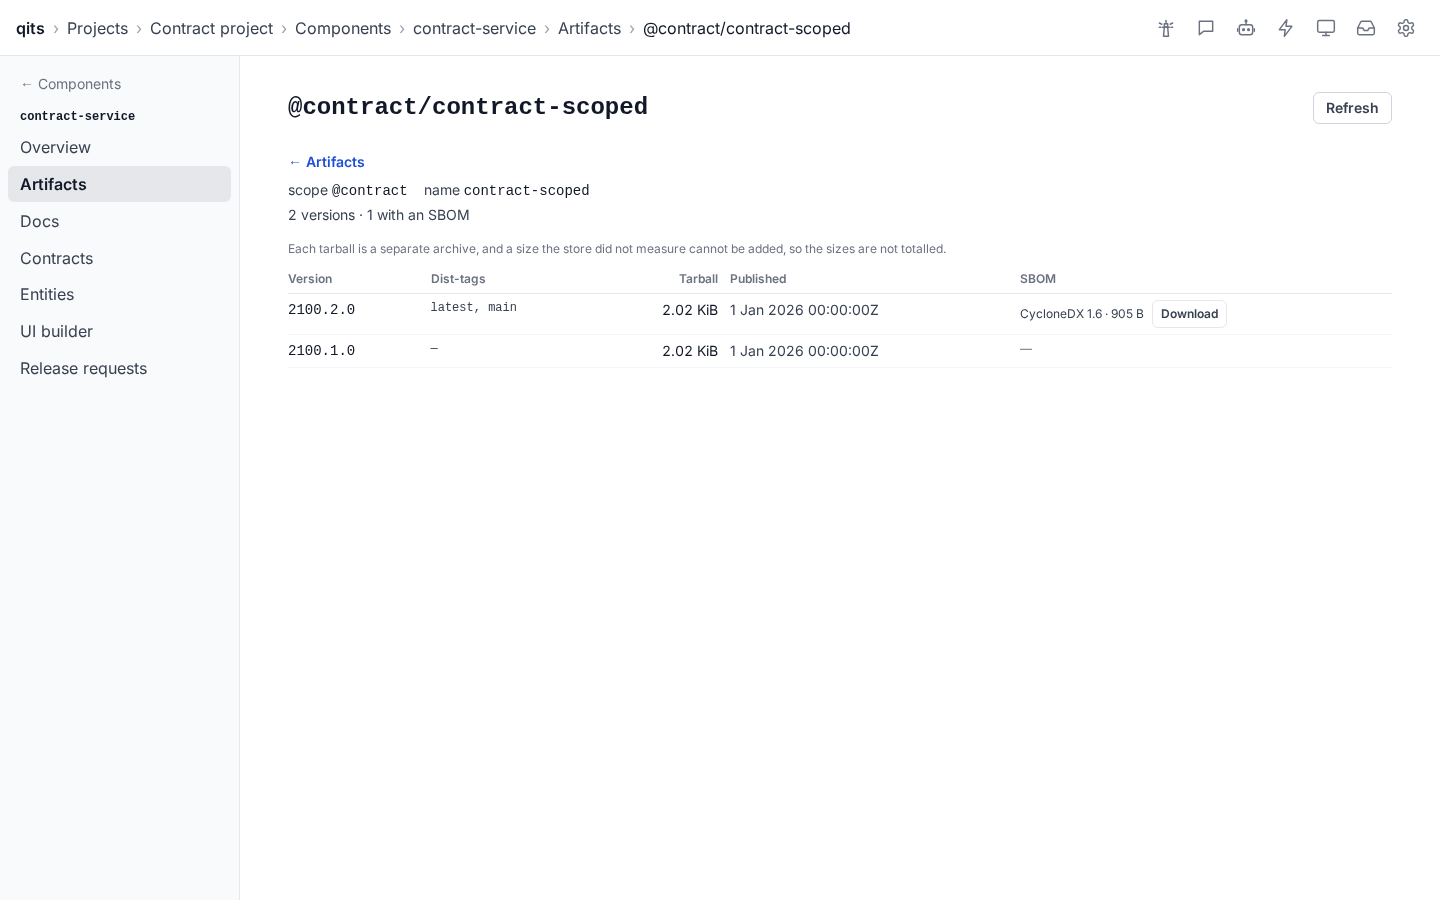 qits › Projects › Contract project › Components › contract-service › Artifacts › @contract/contract-scoped
← Components
contract-service
Overview
Artifacts
Docs
Contracts
Entities
UI builder
Release requests
@contract/contract-scoped
Refresh
← Artifacts
scope @contract name contract-scoped
2 versions · 1 with an SBOM
Each tarball is a separate archive, and a size the store did not measure cannot be added, so the sizes are not totalled.
Version Dist-tags Tarball Published SBOM
2100.2.0 latest, main 2.02 KiB 1 Jan 2026 00:00:00Z CycloneDX 1.6 · 905 B Download
2100.1.0 — 2.02 KiB 1 Jan 2026 00:00:00Z —